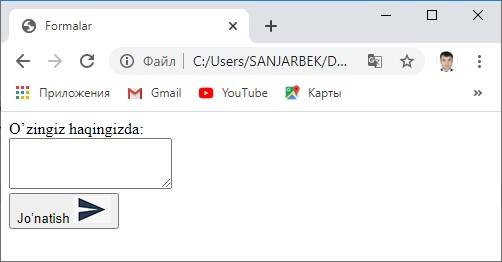 Formalar
Файл | C:/Users/SANJARBEK/D...
Приложения Gmail YouTube Карты »
O`zingiz haqingizda:
Jo'natish